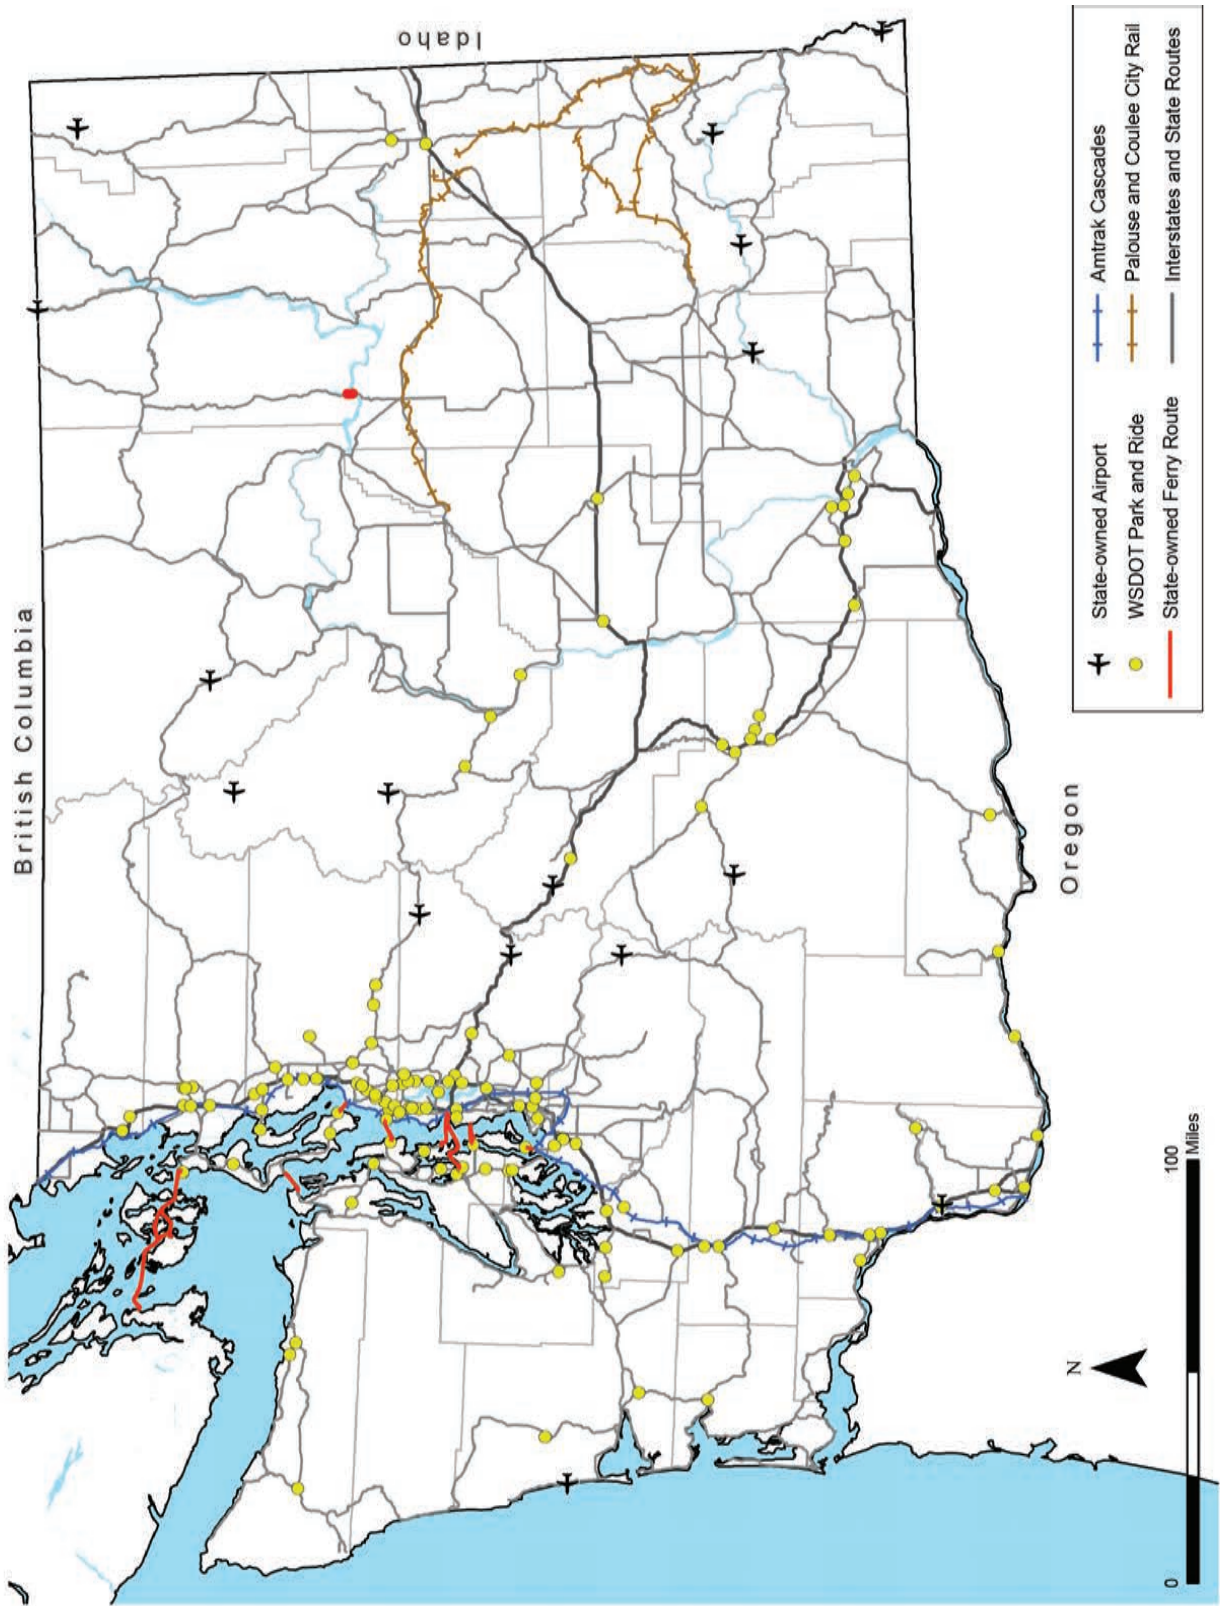 British Columbia
Idaho
Oregon
State-owned Airport
WSDOT Park and Ride
State-owned Ferry Route
Amtrak Cascades
Palouse and Coulee City Rail
Interstates and State Routes
N
0
100
Miles